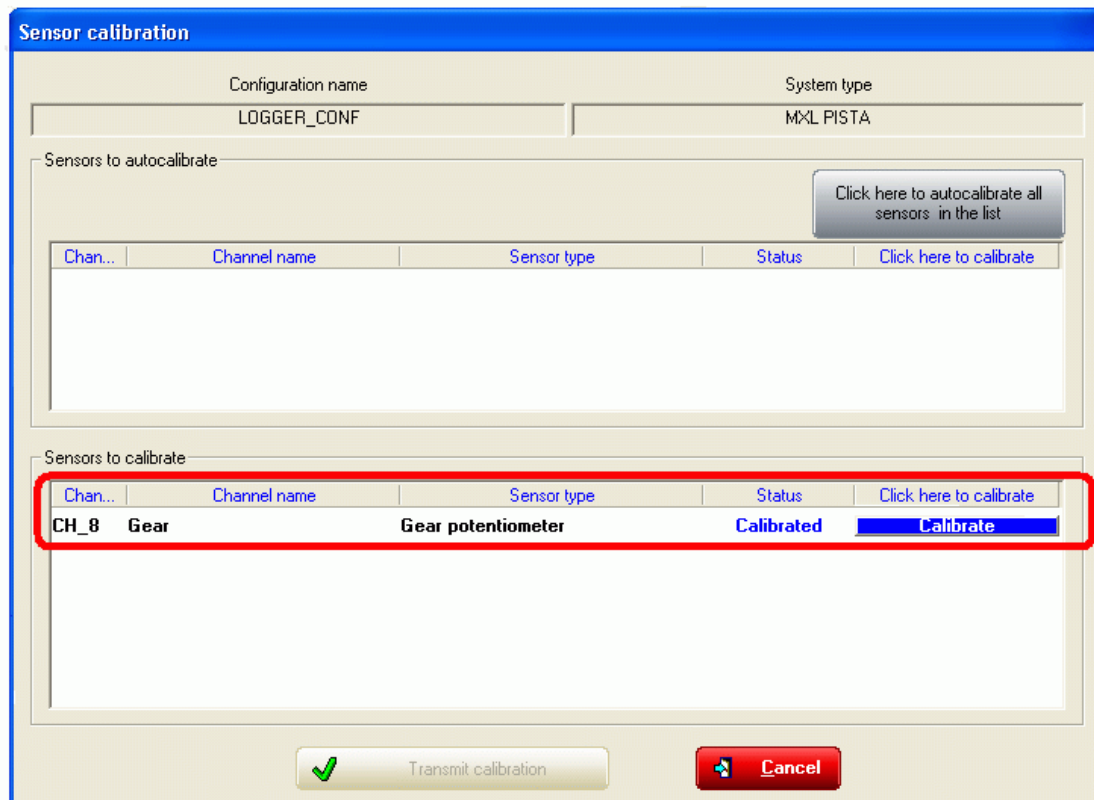 Sensor calibration
Configuration name System type
LOGGER_CONF MXL PISTA
Sensors to autocalibrate
Click here to autocalibrate all
sensors in the list
Chan... Channel name Sensor type Status Click here to calibrate
Sensors to calibrate
Chan... Channel name Sensor type Status Click here to calibrate
CH_8 Gear Gear potentiometer Calibrated Calibrate
Transmit calibration Cancel